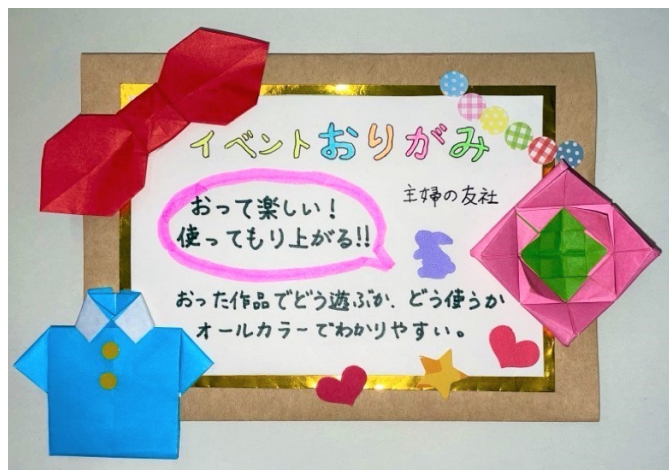 イベントおりがみ
主婦の友社
おって楽しい!
使ってもり上がる!!
おった作品でどう遊ぶか、どう使うか
オールカラーでわかりやすい。